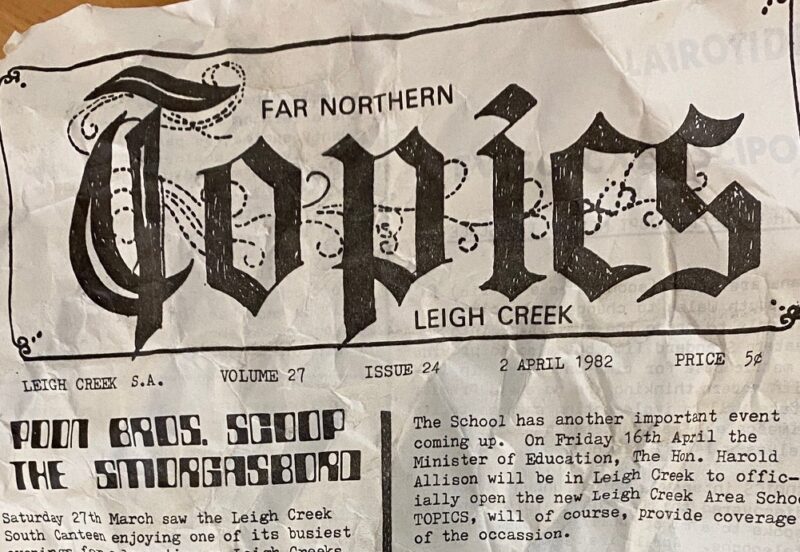 FAR NORTHERN
Topics
LEIGH CREEK
LEIGH CREEK S.A. VOLUME 27 ISSUE 24 2 APRIL 1982 PRICE 5¢
POON BROS. SCOOP
THE SMORGASBORD
Saturday 27th March saw the Leigh Creek
South Canteen enjoying one of its busiest
The School has another important event
coming up. On Friday 16th April the
Minister of Education, The Hon. Harold
Allison will be in Leigh Creek to offic-
ially open the new Leigh Creek Area Schoo
TOPICS, will of course, provide coverage
of the occassion.